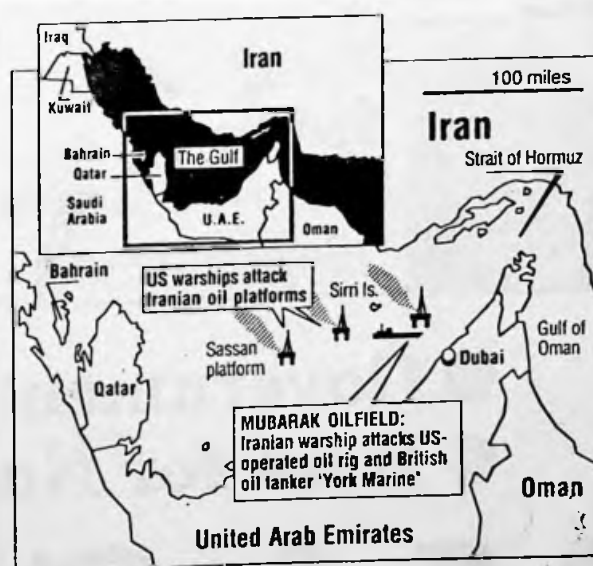 Iraq
Iran
Kuwait
Bahrain
The Gulf
Qatar
Saudi
Arabia
U.A.E.
Oman
100 miles
Iran
Strait of Hormuz
Bahrain
US warships attack
Iranian oil platforms
Sirri Is.
Sassan
platform
Gulf of
Oman
Dubai
Qatar
MUBARAK OILFIELD:
Iranian warship attacks US-
operated oil rig and British
oil tanker 'York Marine'
Oman
United Arab Emirates